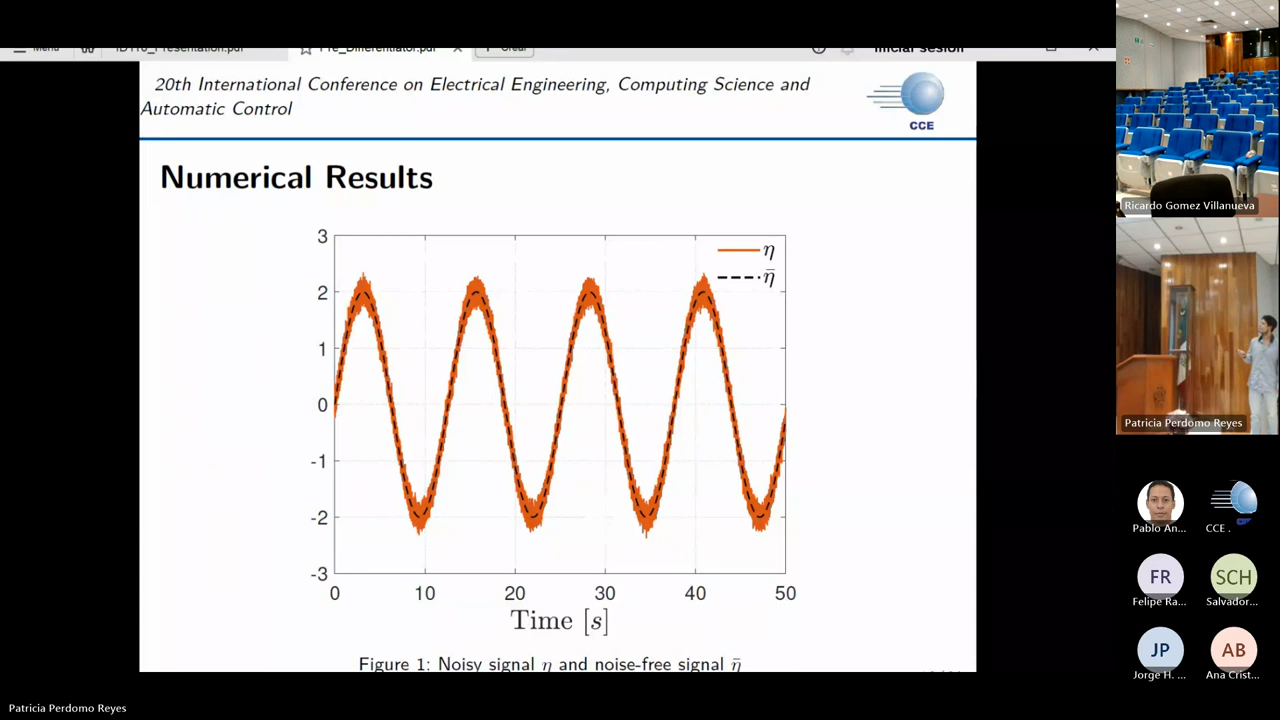 Menu
ID110_Presentation.pdf
Pre_Differentiator.pdf
Crear
Iniciar sesión
20th International Conference on Electrical Engineering, Computing Science and
Automatic Control
CCE
Numerical Results
η
η̄
3
2
1
0
-1
-2
-3
0 10 20 30 40 50
Time [s]
Figure 1: Noisy signal η and noise-free signal η̄
Ricardo Gomez Villanueva
Patricia Perdomo Reyes
Pablo An...
CCE .
FR
SCH
Felipe Ra...
Salvador...
JP
AB
Jorge H. ...
Ana Crist...
Patricia Perdomo Reyes